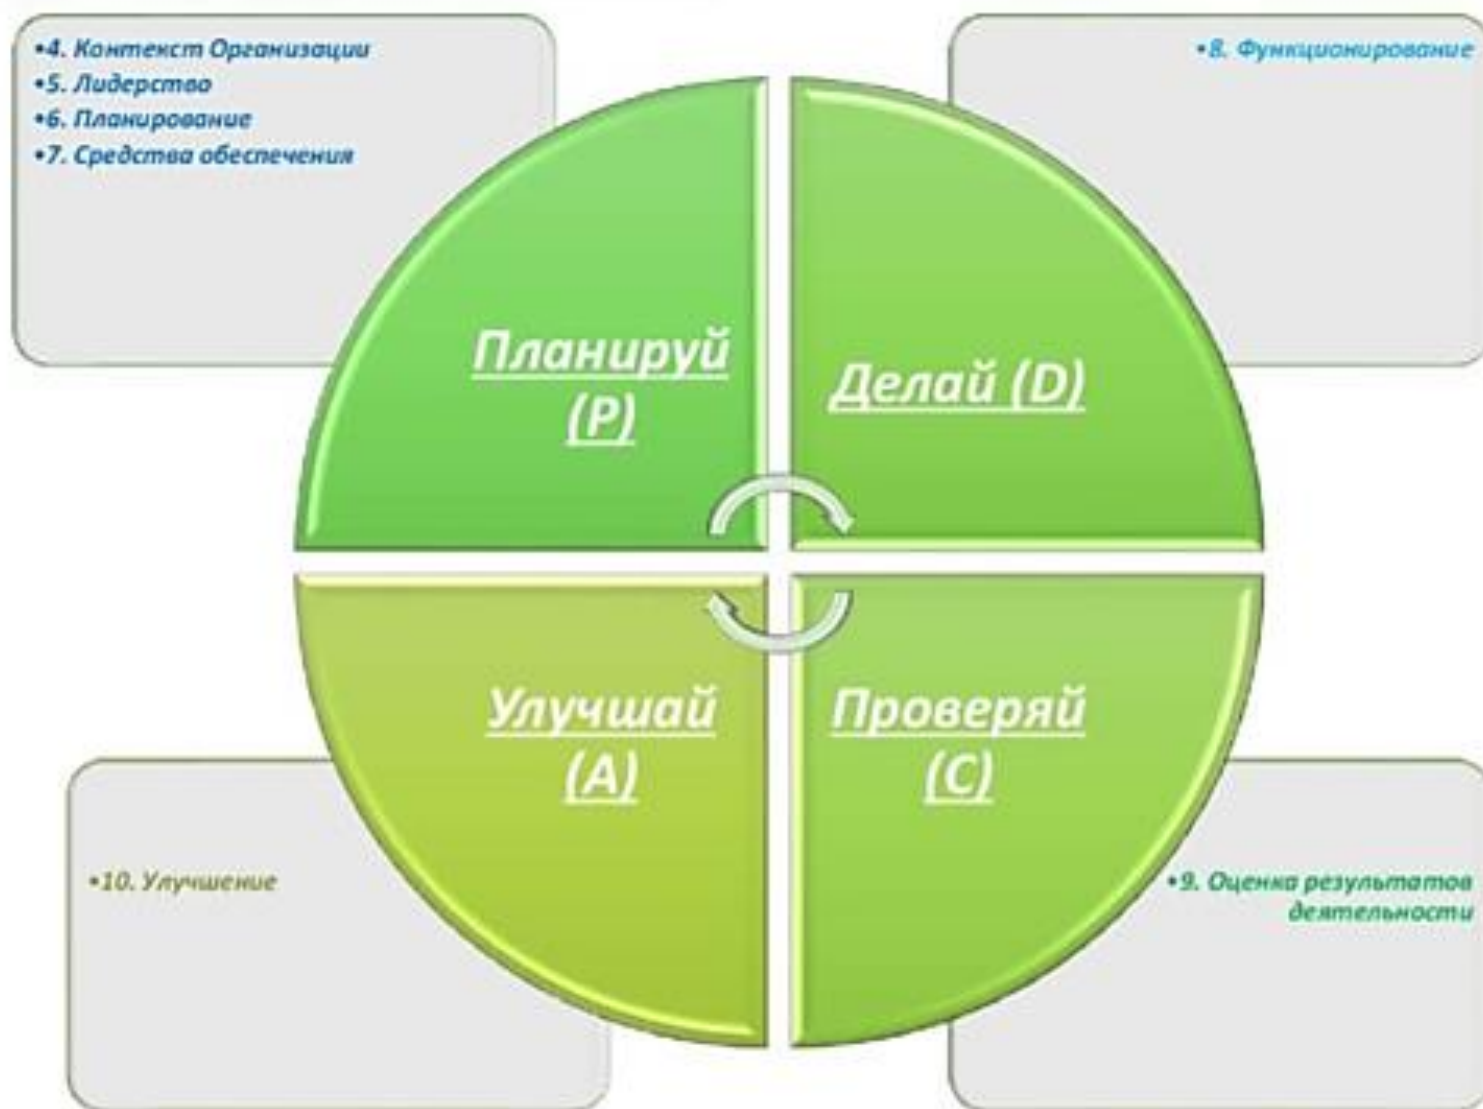 •4. Контекст Организации
•5. Лидерство
•6. Планирование
•7. Средства обеспечения
•8. Функционирование
Планируй
(P)
Делай (D)
Улучшай
(A)
Проверяй
(C)
•10. Улучшение
•9. Оценка результатов
деятельности